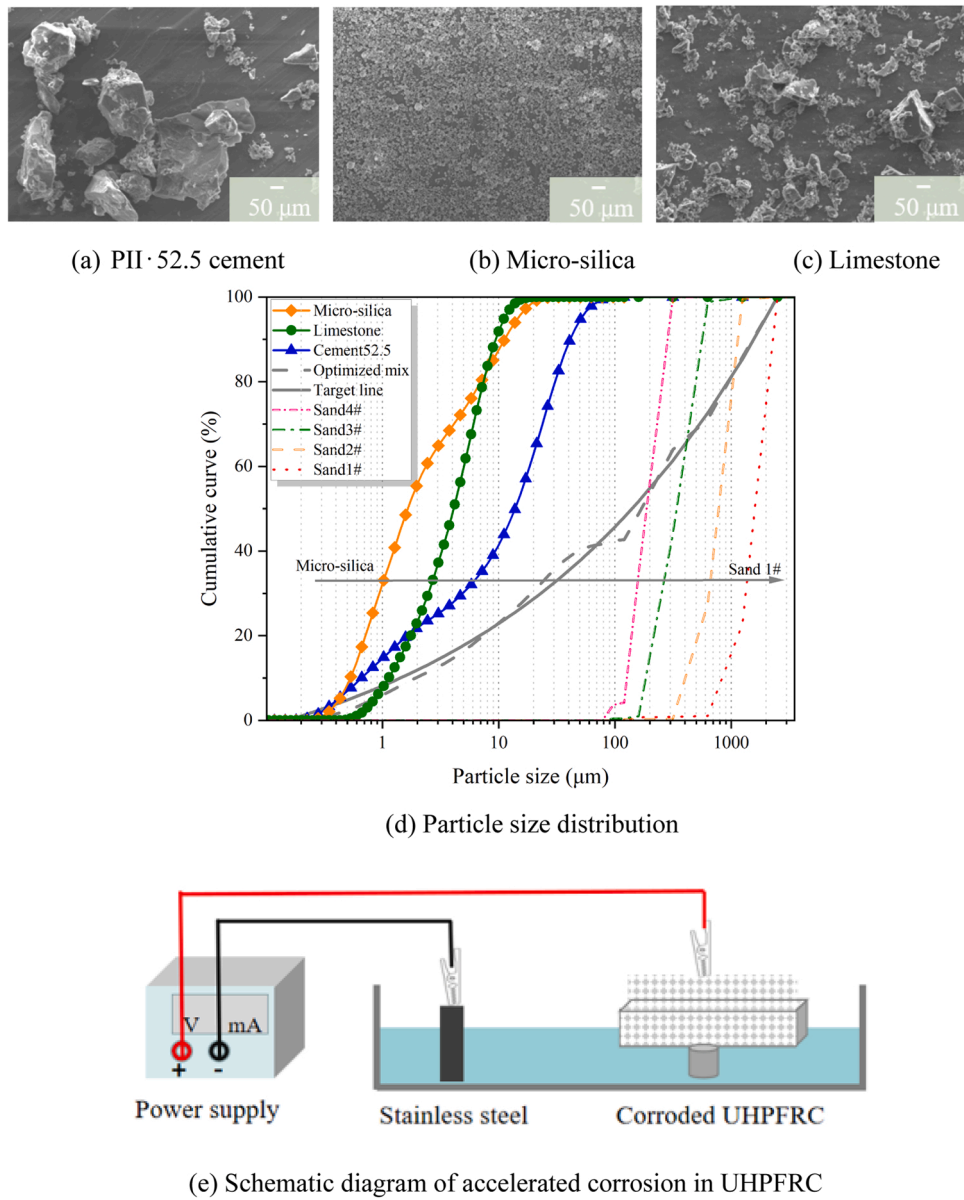 50 μm
50 μm
50 μm
(a) PII·52.5 cement
(b) Micro-silica
(c) Limestone
100
80
60
40
20
0
Cumulative curve (%)
Micro-silica
Limestone
Cement52.5
Optimized mix
Target line
Sand4#
Sand3#
Sand2#
Sand1#
Micro-silica
Sand 1#
1
10
100
1000
Particle size (μm)
(d) Particle size distribution
V
mA
+
-
Power supply
Stainless steel
Corroded UHPFRC
(e) Schematic diagram of accelerated corrosion in UHPFRC